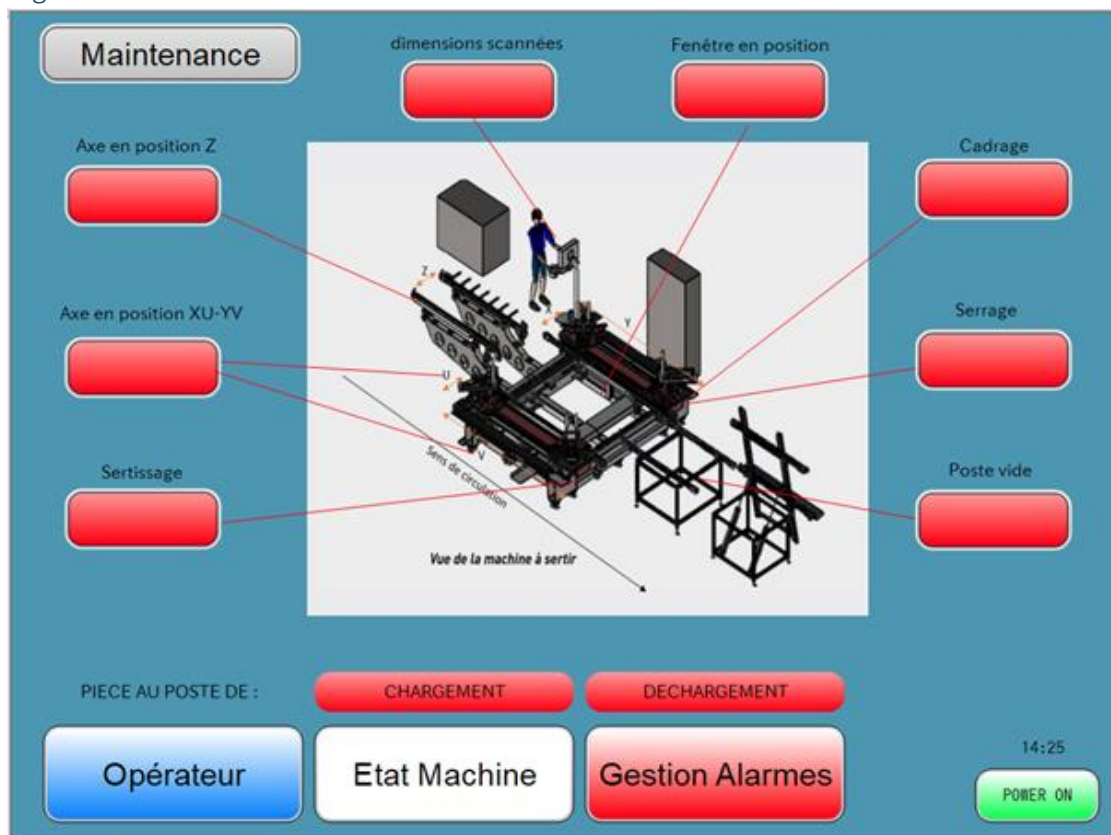 Maintenance
dimensions scannées
Fenêtre en position
Axe en position Z
Cadrage
Axe en position XU-YV
Serrage
Sertissage
Poste vide
Z
X
Y
U
V
Sens de circulation
Vue de la machine à sertir
PIECE AU POSTE DE :
CHARGEMENT
DECHARGEMENT
Opérateur
Etat Machine
Gestion Alarmes
14:25
POWER ON